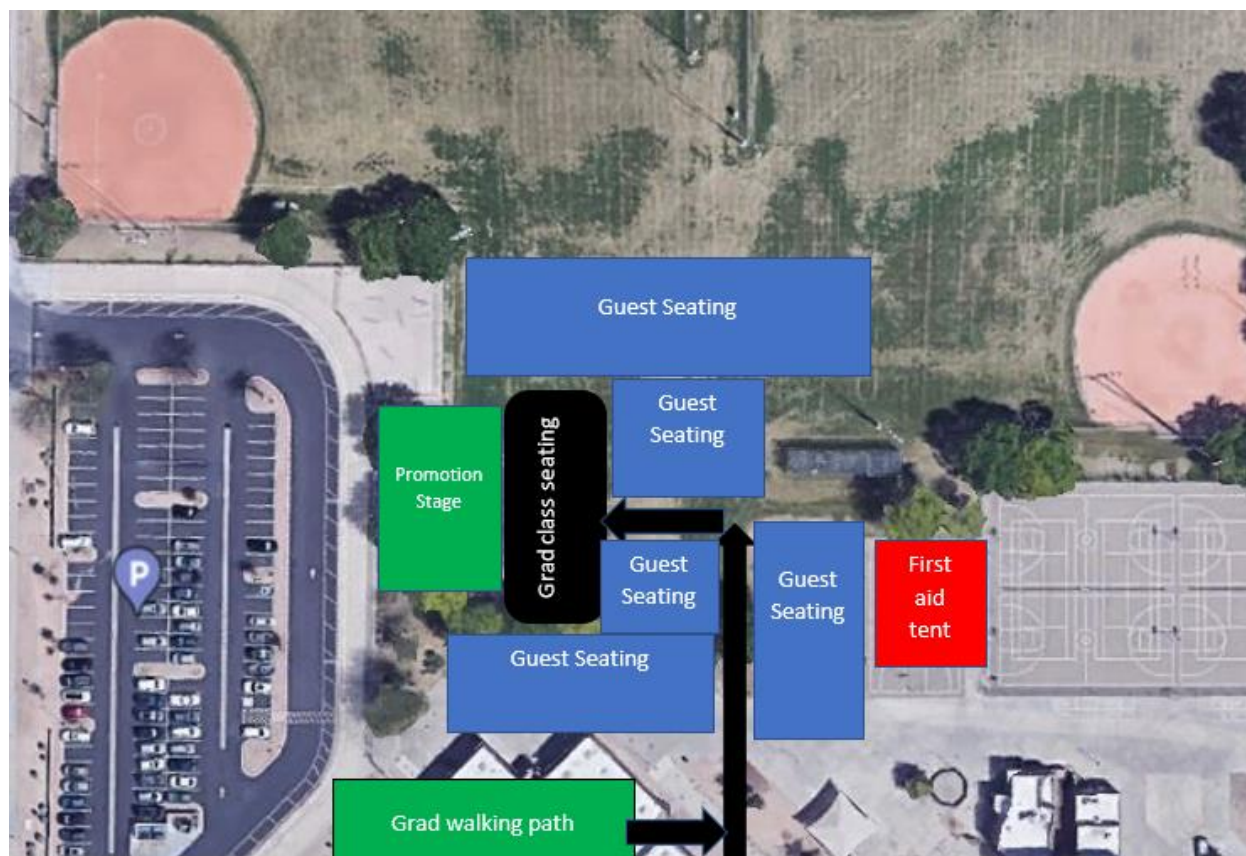 Guest Seating
Guest
Seating
Promotion
Stage
Grad class seating
Guest
Seating
Guest
Seating
First
aid
tent
Guest Seating
P
Grad walking path